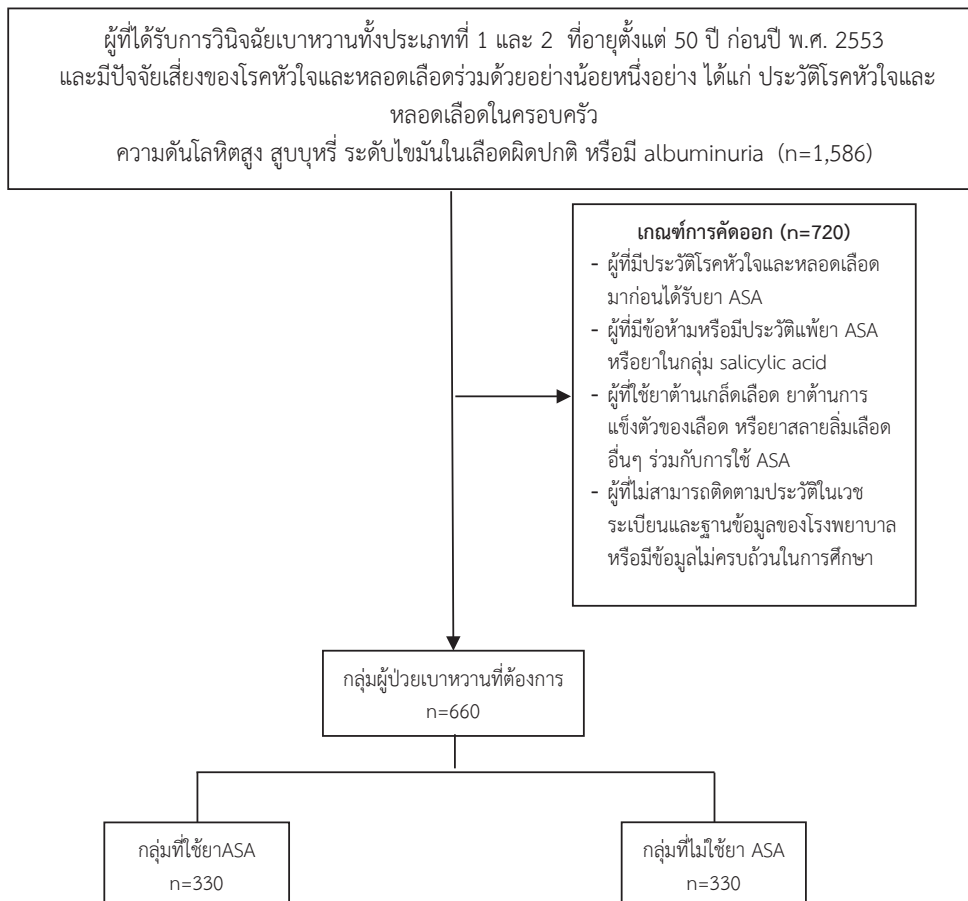 ผู้ที่ได้รับการวินิจฉัยเบาหวานทั้งประเภทที่ 1 และ 2 ที่อายุตั้งแต่ 50 ปี ก่อนปี พ.ศ. 2553
และมีปัจจัยเสี่ยงของโรคหัวใจและหลอดเลือดร่วมด้วยอย่างน้อยหนึ่งอย่าง ได้แก่ ประวัติโรคหัวใจและ
หลอดเลือดในครอบครัว
ความดันโลหิตสูง สูบบุหรี่ ระดับไขมันในเลือดผิดปกติ หรือมี albuminuria (n=1,586)
เกณฑ์การคัดออก (n=720)
- ผู้ที่มีประวัติโรคหัวใจและหลอดเลือด
มาก่อนได้รับยา ASA
- ผู้ที่มีข้อห้ามหรือมีประวัติแพ้ยา ASA
หรือยาในกลุ่ม salicylic acid
- ผู้ที่ใช้ยาต้านเกล็ดเลือด ยาต้านการ
แข็งตัวของเลือด หรือยาสลายลิ่มเลือด
อื่นๆ ร่วมกับการใช้ ASA
- ผู้ที่ไม่สามารถติดตามประวัติในเวช
ระเบียนและฐานข้อมูลของโรงพยาบาล
หรือมีข้อมูลไม่ครบถ้วนในการศึกษา
กลุ่มผู้ป่วยเบาหวานที่ต้องการ
n=660
กลุ่มที่ใช้ยาASA
n=330
กลุ่มที่ไม่ใช้ยา ASA
n=330